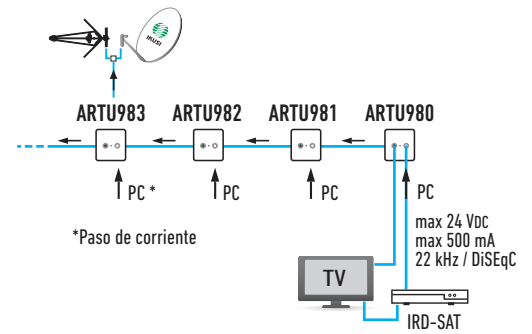 IKUSI
ARTU983 ARTU982 ARTU981 ARTU980
PC * PC PC PC
*Paso de corriente
max 24 VDC
max 500 mA
22 kHz / DiSEqC
TV
IRD-SAT